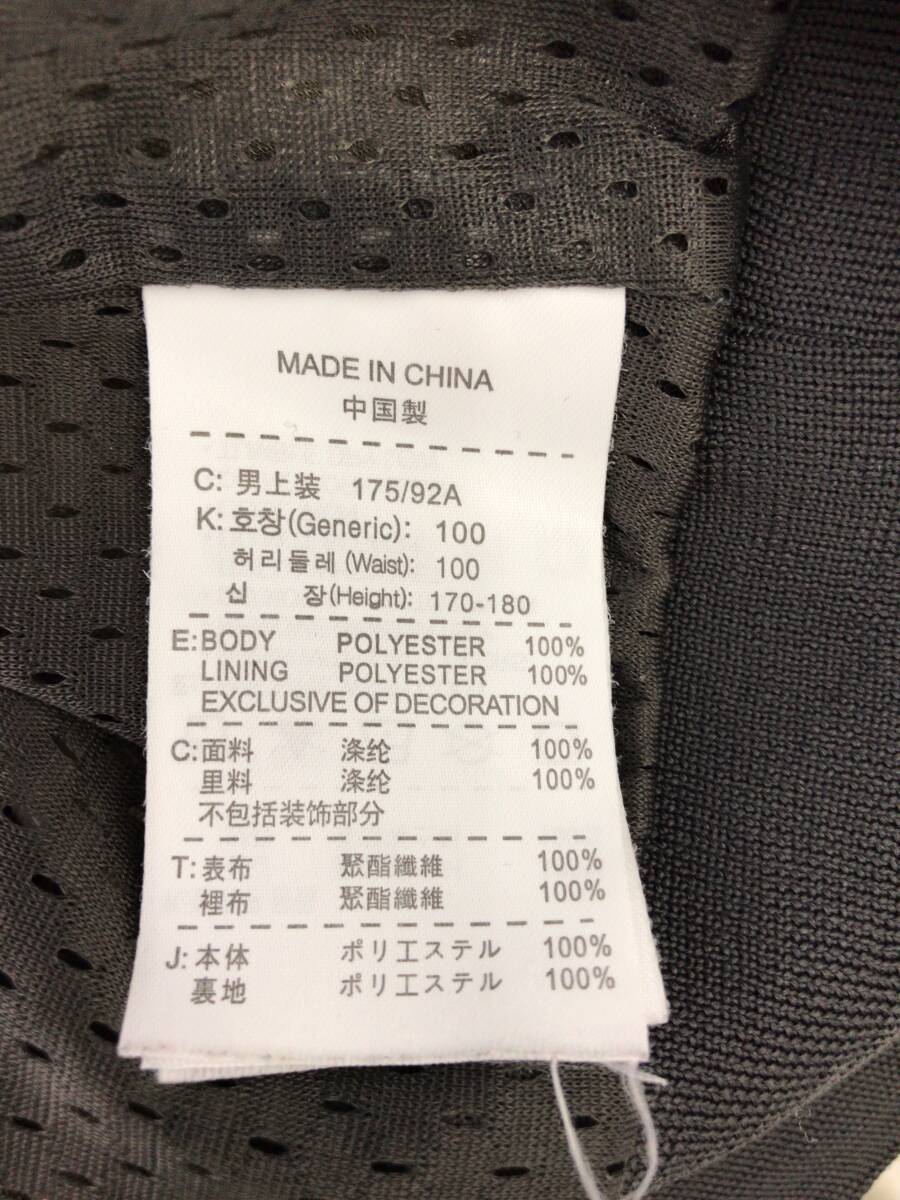 MADE IN CHINA
中国製
C: 男上装 175/92A
K: 호창(Generic): 100
허리둘레 (Waist): 100
신 장(Height): 170-180
E:BODY POLYESTER 100%
LINING POLYESTER 100%
EXCLUSIVE OF DECORATION
C:面料 涤纶 100%
里料 涤纶 100%
不包括装饰部分
T:表布 聚酯纖維 100%
裡布 聚酯纖維 100%
J:本体 ポリエステル 100%
裏地 ポリエステル 100%